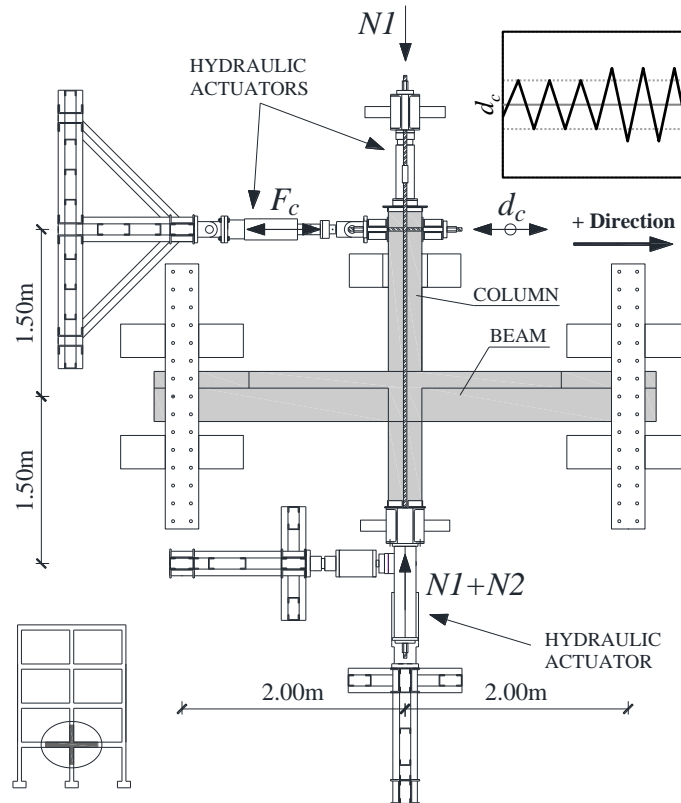 N1
HYDRAULIC
ACTUATORS
d_c
F_c
d_c
+ Direction
COLUMN
BEAM
1.50m
1.50m
N1+N2
HYDRAULIC
ACTUATOR
2.00m
2.00m